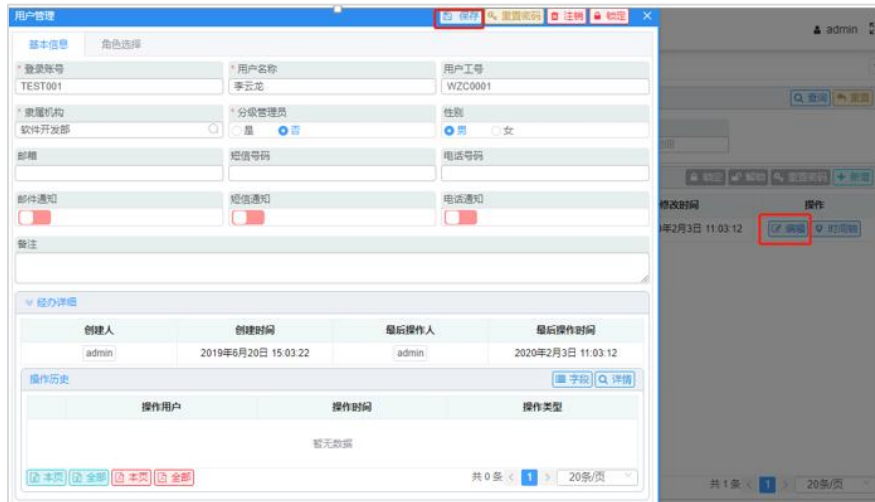 用户管理 保存 重置密码 注销 锁定 ×
admin
基本信息 角色选择
* 登录账号 * 用户名称 用户工号
TEST001 李云龙 WZC0001
查询 重置
* 隶属机构 * 分级管理员 性别
软件开发部 是 否 男 女
邮箱 短信号码 电话号码
锁定 解锁 重置密码 + 新增
邮件通知 短信通知 电话通知
修改时间 操作
年2月3日 11:03:12 编辑 时间轴
备注
经办详细
创建人 创建时间 最后操作人 最后操作时间
admin 2019年6月20日 15:03:22 admin 2020年2月3日 11:03:12
操作历史 字段 详情
操作用户 操作时间 操作类型
暂无数据
本页 全部 本页 全部 共 0 条 < 1 > 20条/页
共 1 条 < 1 > 20条/页